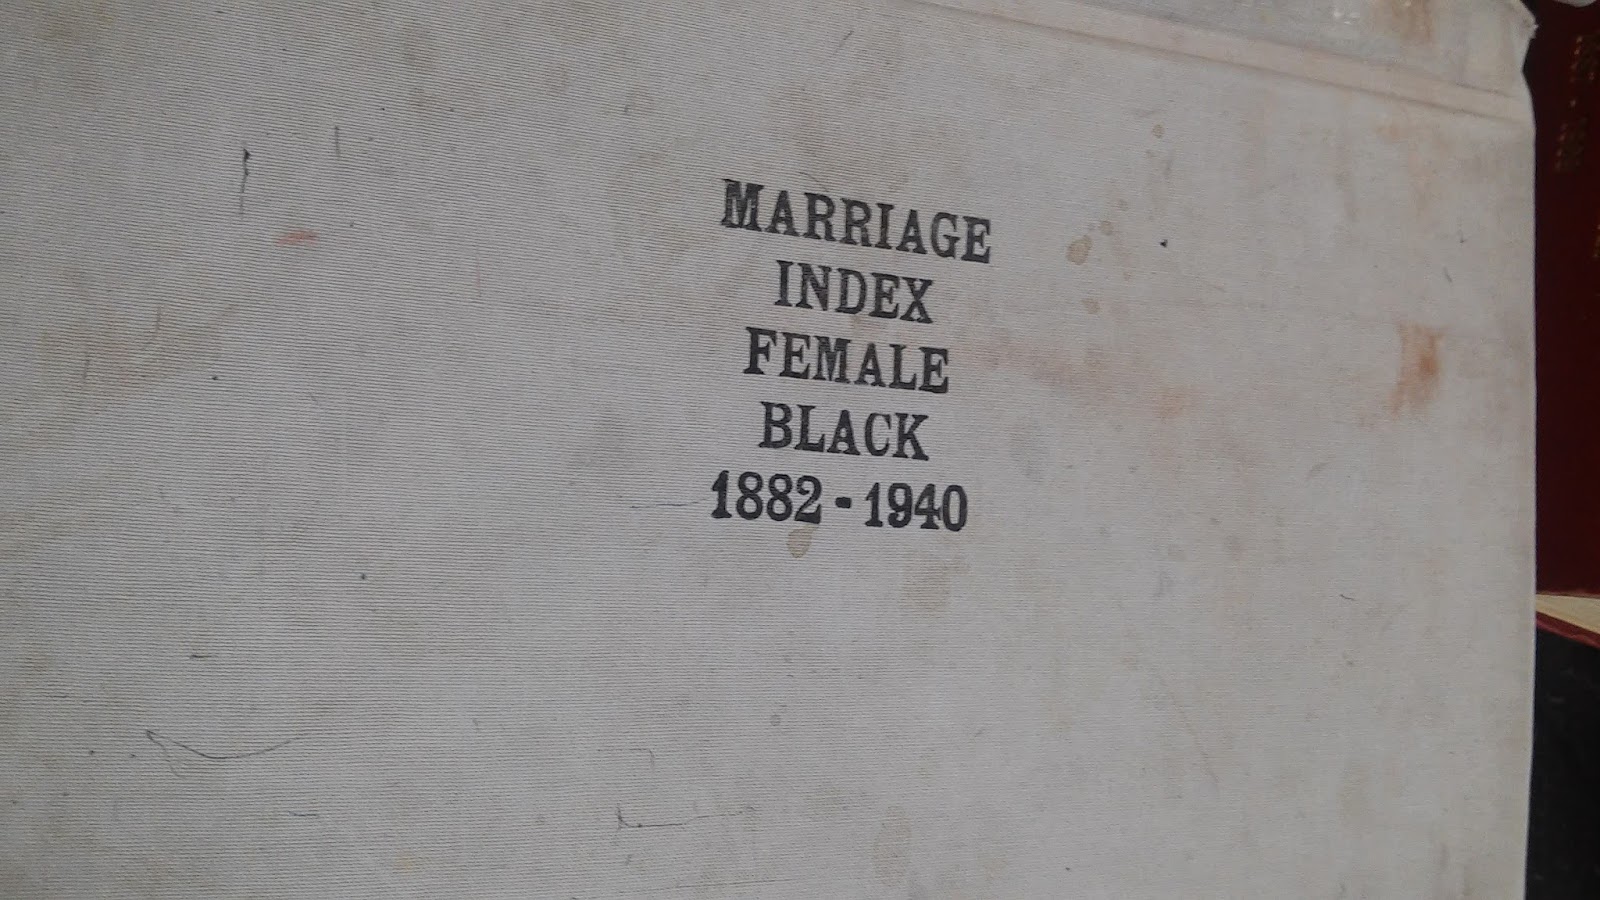 MARRIAGE
INDEX
FEMALE
BLACK
1882-1940